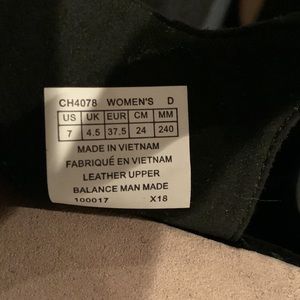 CH4078 WOMEN'S D
US UK EUR CM MM
7 4.5 37.5 24 240
MADE IN VIETNAM
FABRIQUÉ EN VIETNAM
LEATHER UPPER
BALANCE MAN MADE
100017 X18